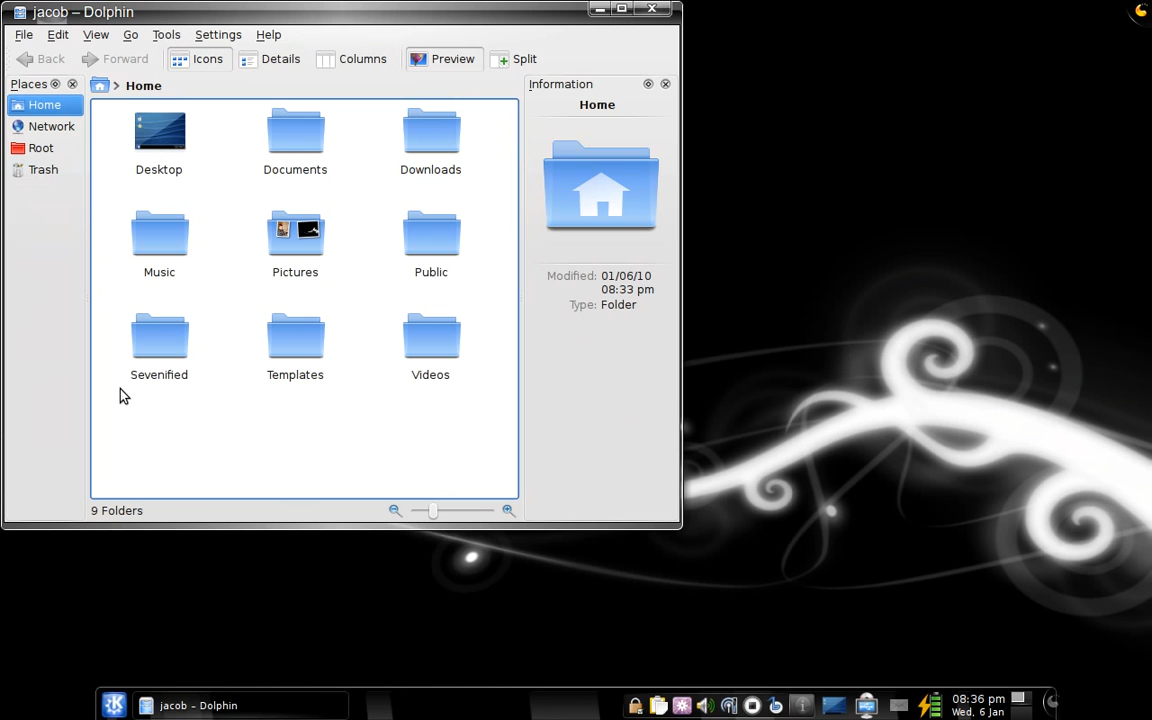 jacob – Dolphin
File Edit View Go Tools Settings Help
Back Forward Icons Details Columns Preview Split
Places
Home
Network
Root
Trash
Home
Desktop Documents Downloads
Music Pictures Public
Sevenified Templates Videos
9 Folders
Information
Home
Modified: 01/06/10
08:33 pm
Type: Folder
jacob – Dolphin
08:36 pm
Wed, 6 Jan